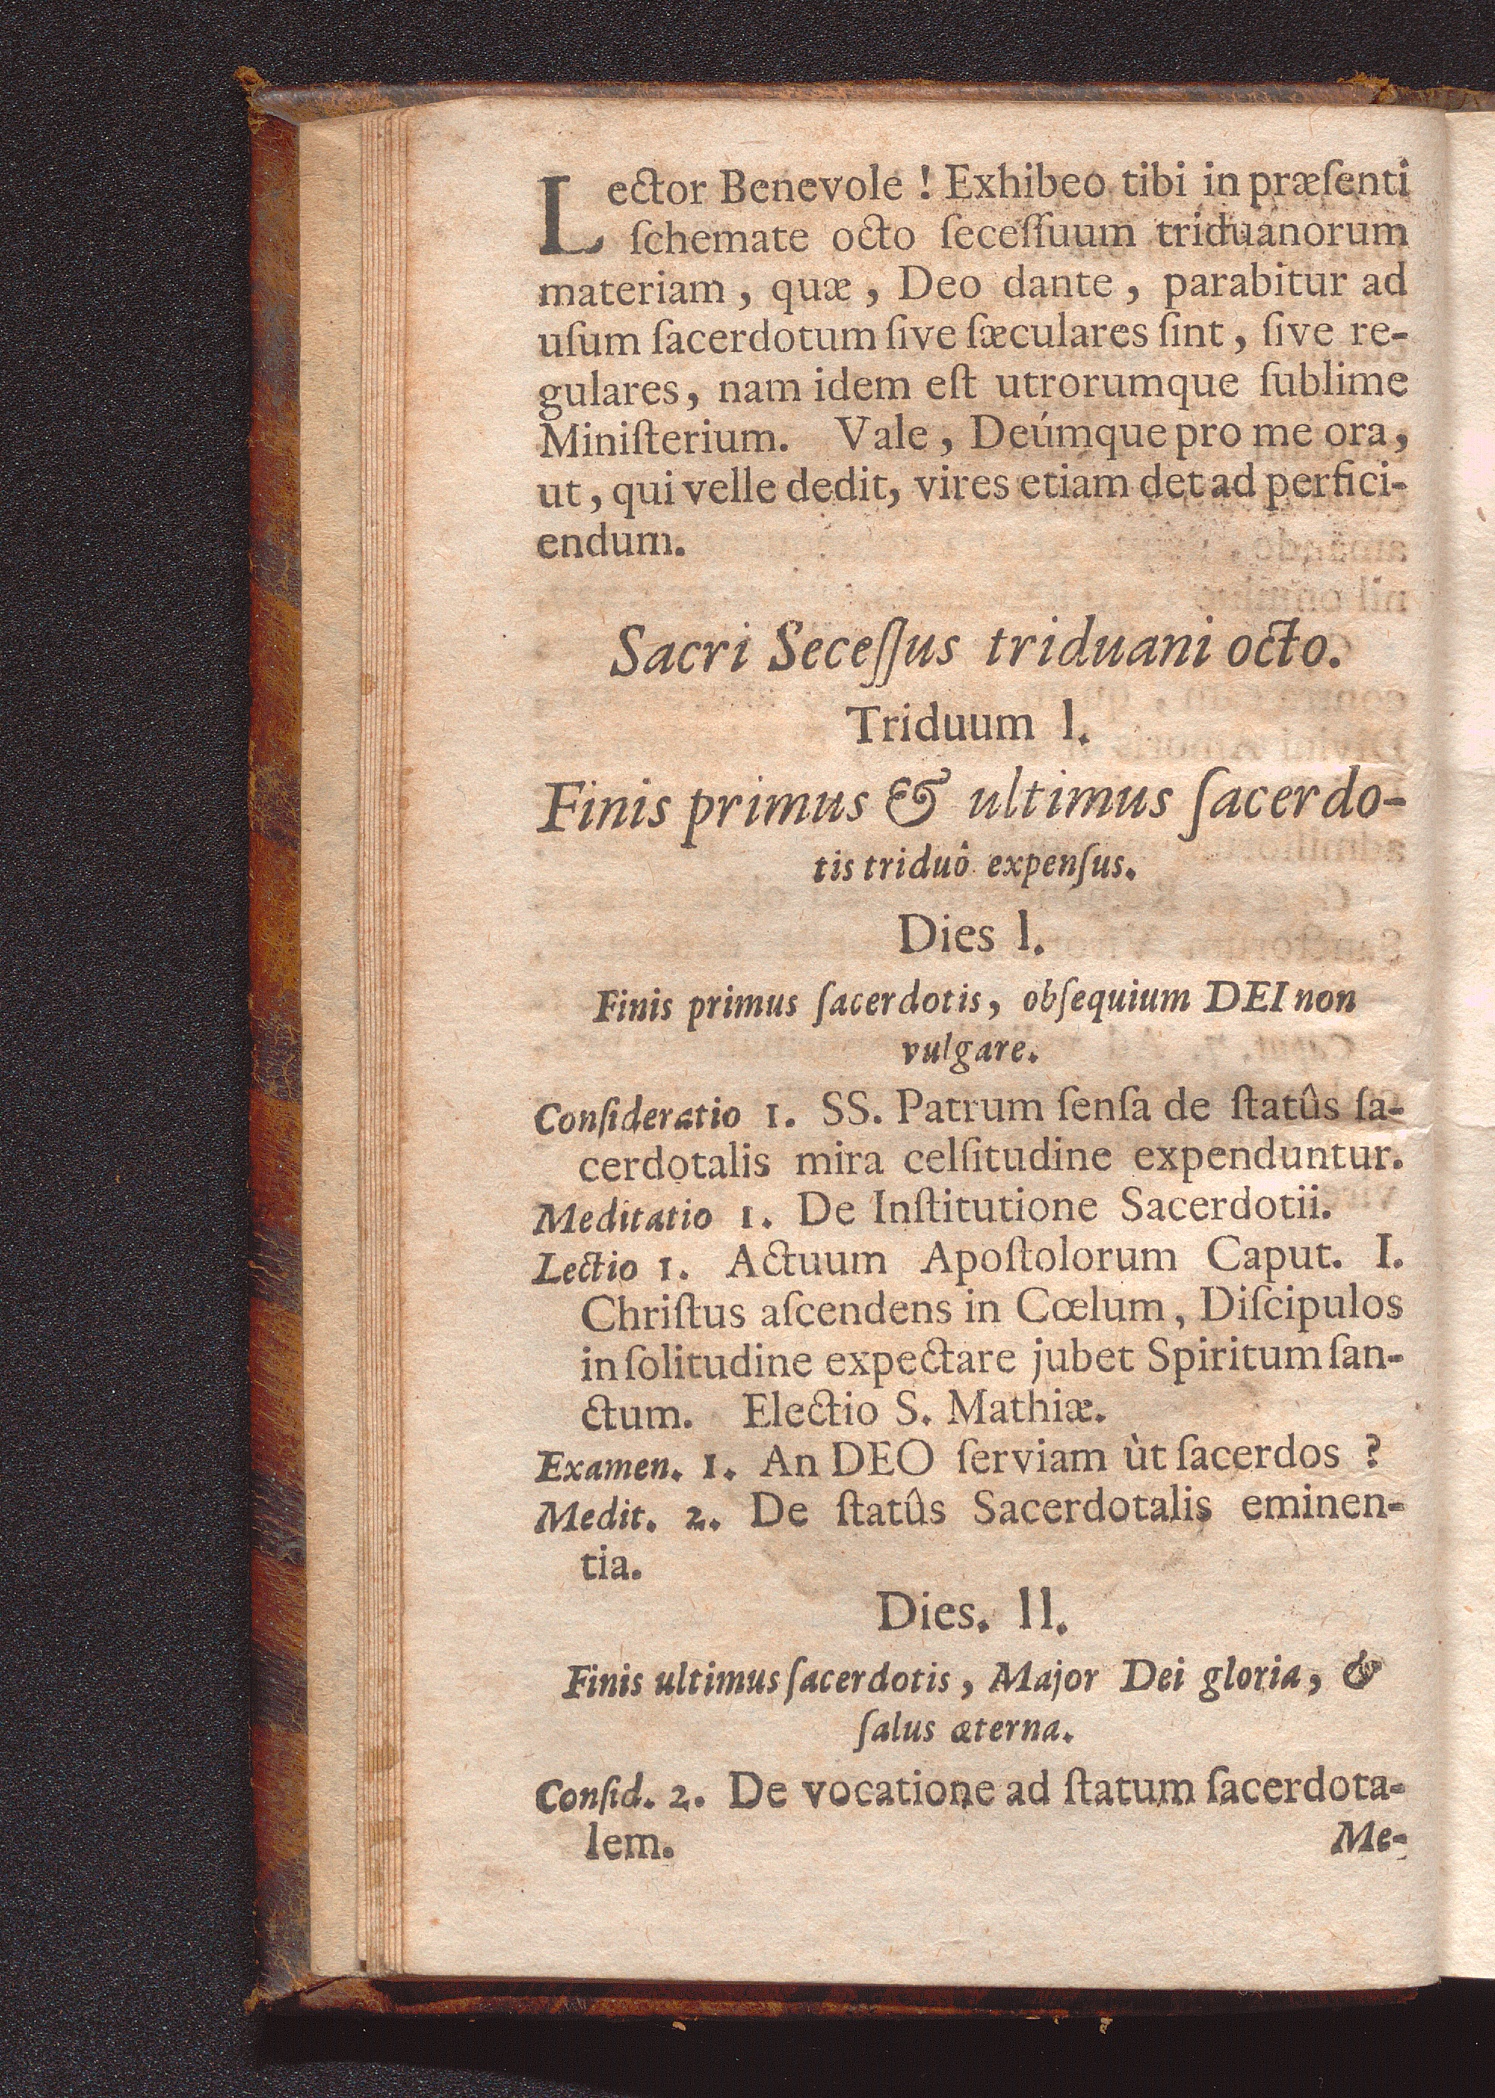 Lector Benevole ! Exhibeo tibi in præſenti
ſchemate octo ſeceſſuum triduanorum
materiam , quæ , Deo dante , parabitur ad
uſum ſacerdotum ſive ſæculares ſint , ſive re-
gulares , nam idem eſt utrorumque ſublime
Miniſterium. Vale , Deúmque pro me ora ,
ut , qui velle dedit, vires etiam det ad perfici-
endum.
Sacri Seceſſus triduani octo.
Triduum I.
Finis primus & ultimus ſacerdo-
tis triduô expenſus.
Dies I.
Finis primus ſacerdotis, obſequium DEI non
vulgare.
Conſideratio 1. SS. Patrum ſenſa de ſtatûs ſa-
cerdotalis mira celſitudine expenduntur.
Meditatio 1. De Inſtitutione Sacerdotii.
Lectio 1. Actuum Apoſtolorum Caput. I.
Chriſtus aſcendens in Cœlum, Diſcipulos
in ſolitudine expectare jubet Spiritum ſan-
ctum. Electio S. Mathiæ.
Examen. 1. An DEO ſerviam ùt ſacerdos ?
Medit. 2. De ſtatûs Sacerdotalis eminen-
tia.
Dies. II.
Finis ultimus ſacerdotis , Major Dei gloria, &
ſalus æterna.
Conſid. 2. De vocatione ad ſtatum ſacerdota-
lem.
Me-